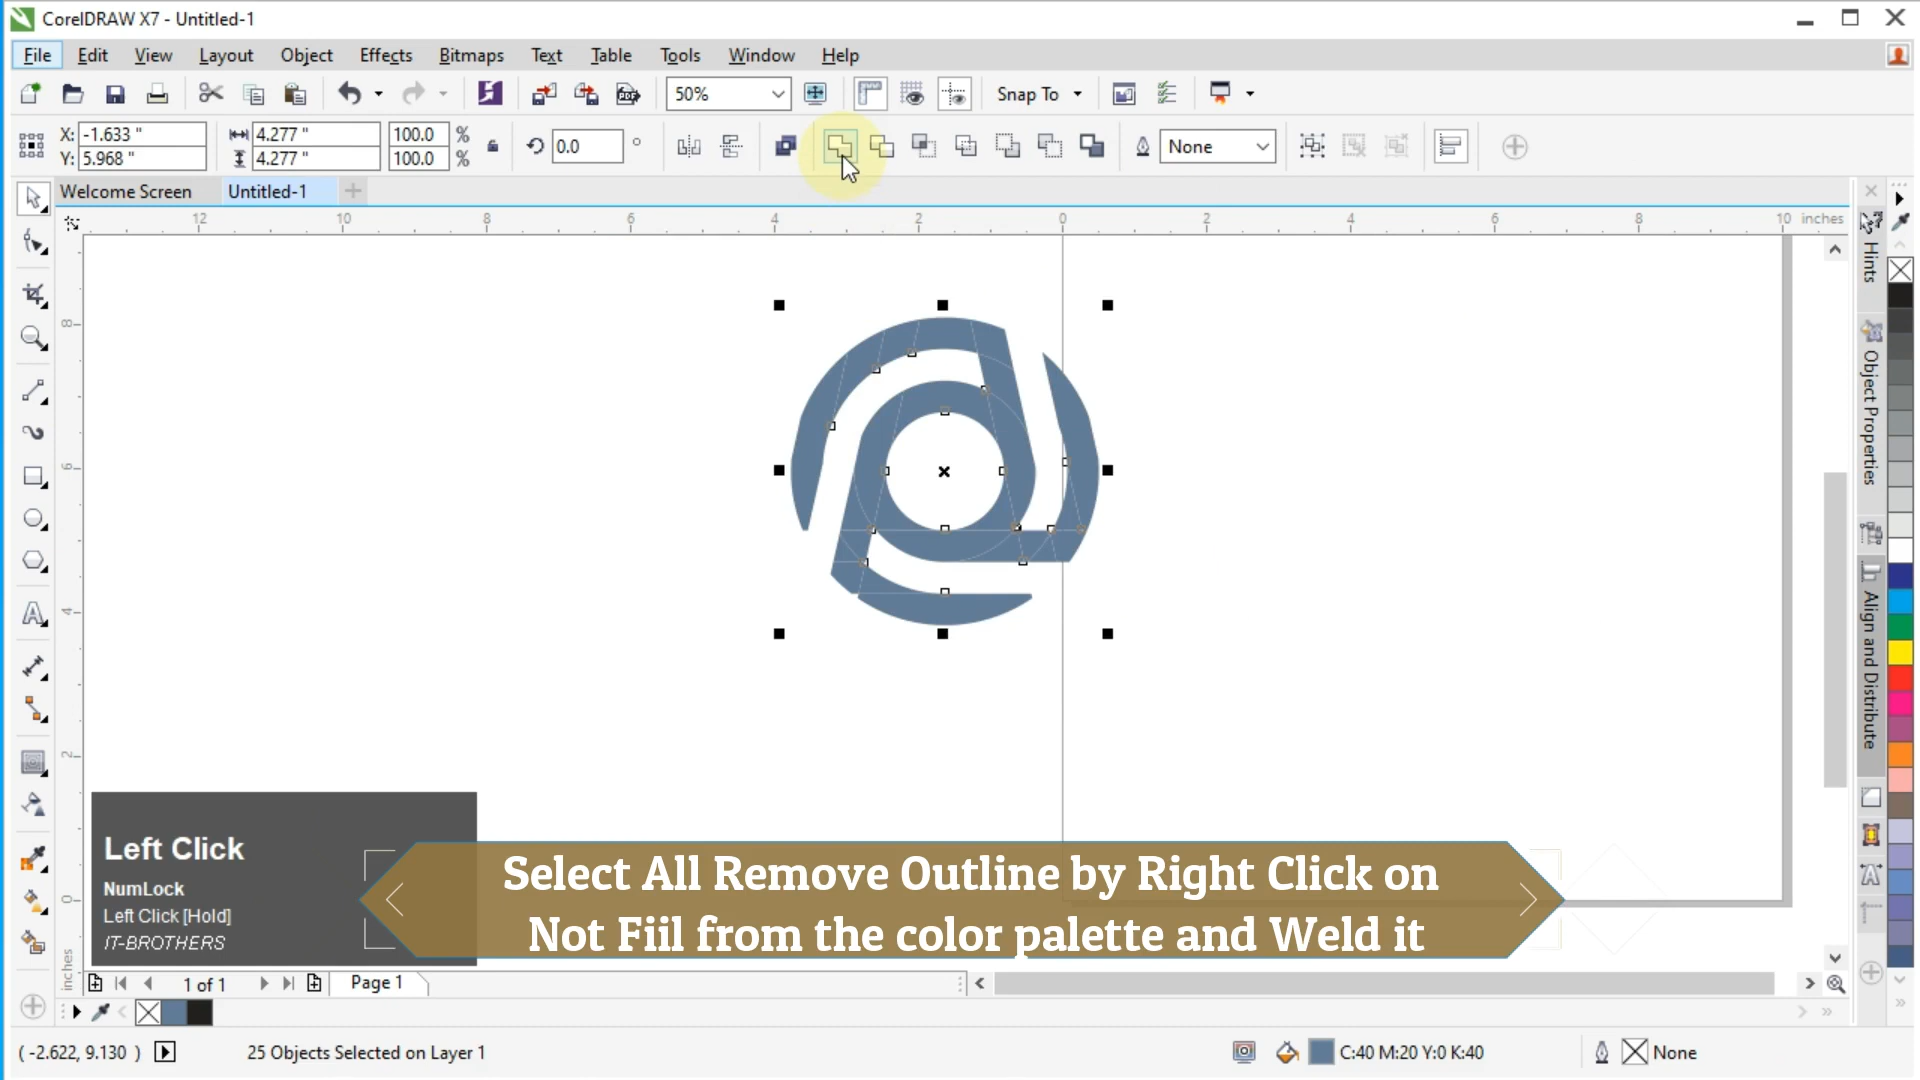 CorelDRAW X7 - Untitled-1
File Edit View Layout Object Effects Bitmaps Text Table Tools Window Help
50% Snap To
X: -1.633 " 4.277 " 100.0 % 0.0 ° None
Y: 5.968 " 4.277 " 100.0 %
Welcome Screen Untitled-1
12 10 8 6 4 2 0 2 4 6 8 10 inches
8
6
4
2
0
inches
Hints
Object Properties
Align and Distribute
Left Click
NumLock
Left Click [Hold]
IT-BROTHERS
Select All Remove Outline by Right Click on
Not Fiil from the color palette and Weld it
1 of 1 Page 1
( -2.622, 9.130 ) 25 Objects Selected on Layer 1 C:40 M:20 Y:0 K:40 None